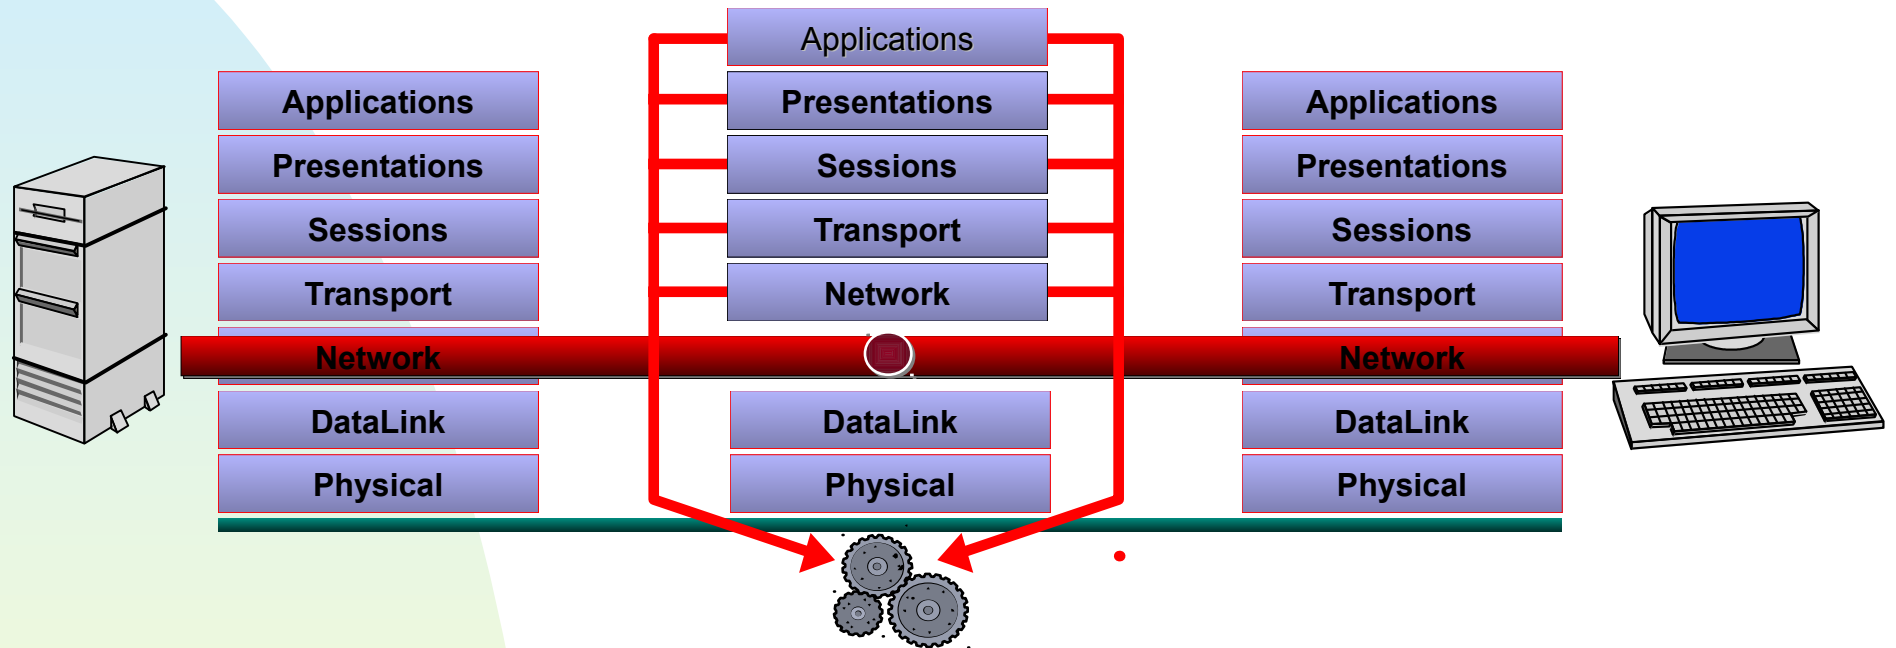 Applications
Presentations
Sessions
Transport
Network
DataLink
Physical
Applications
Presentations
Sessions
Transport
Network
DataLink
Physical
Applications
Presentations
Sessions
Transport
Network
DataLink
Physical